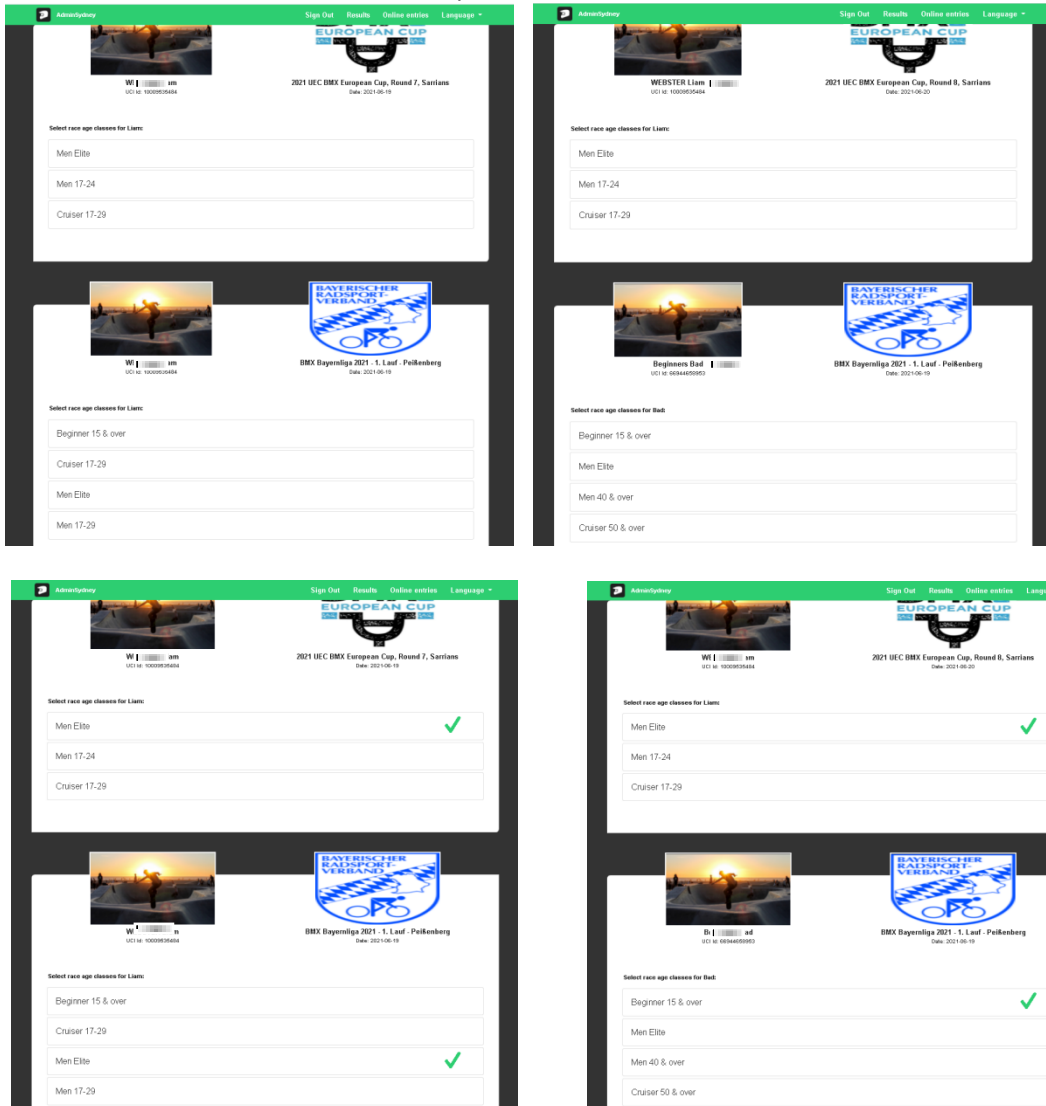 AdminSydney Sign Out Results Online entries Language
EUROPEAN CUP
2021 UEC BMX European Cup, Round 7, Sarrians
UCI Id: 10009535484 Date: 2021-06-19
Select race age classes for Liam:
Men Elite
Men 17-24
Cruiser 17-29
BAYERISCHER
RADSPORT-
VERBAND
BMX Bayernliga 2021 - 1. Lauf - Peißenberg
UCI Id: 10009535484 Date: 2021-06-19
Select race age classes for Liam:
Beginner 15 & over
Cruiser 17-29
Men Elite
Men 17-29
AdminSydney Sign Out Results Online entries Language
EUROPEAN CUP
WEBSTER Liam 2021 UEC BMX European Cup, Round 8, Sarrians
UCI Id: 10009535484 Date: 2021-06-20
Select race age classes for Liam:
Men Elite
Men 17-24
Cruiser 17-29
BAYERISCHER
RADSPORT-
VERBAND
Beginners Bad BMX Bayernliga 2021 - 1. Lauf - Peißenberg
UCI Id: 66944658953 Date: 2021-06-19
Select race age classes for Bad:
Beginner 15 & over
Men Elite
Men 40 & over
Cruiser 50 & over
AdminSydney Sign Out Results Online entries Language
EUROPEAN CUP
2021 UEC BMX European Cup, Round 7, Sarrians
UCI Id: 10009535484 Date: 2021-06-19
Select race age classes for Liam:
Men Elite
Men 17-24
Cruiser 17-29
BAYERISCHER
RADSPORT-
VERBAND
BMX Bayernliga 2021 - 1. Lauf - Peißenberg
UCI Id: 10009535484 Date: 2021-06-19
Select race age classes for Liam:
Beginner 15 & over
Cruiser 17-29
Men Elite
Men 17-29
AdminSydney Sign Out Results Online entries Langu
EUROPEAN CUP
2021 UEC BMX European Cup, Round 8, Sarrians
UCI Id: 10009535484 Date: 2021-06-20
Select race age classes for Liam:
Men Elite
Men 17-24
Cruiser 17-29
BAYERISCHER
RADSPORT-
VERBAND
BMX Bayernliga 2021 - 1. Lauf - Peißenberg
UCI Id: 66944658953 Date: 2021-06-19
Select race age classes for Bad:
Beginner 15 & over
Men Elite
Men 40 & over
Cruiser 50 & over